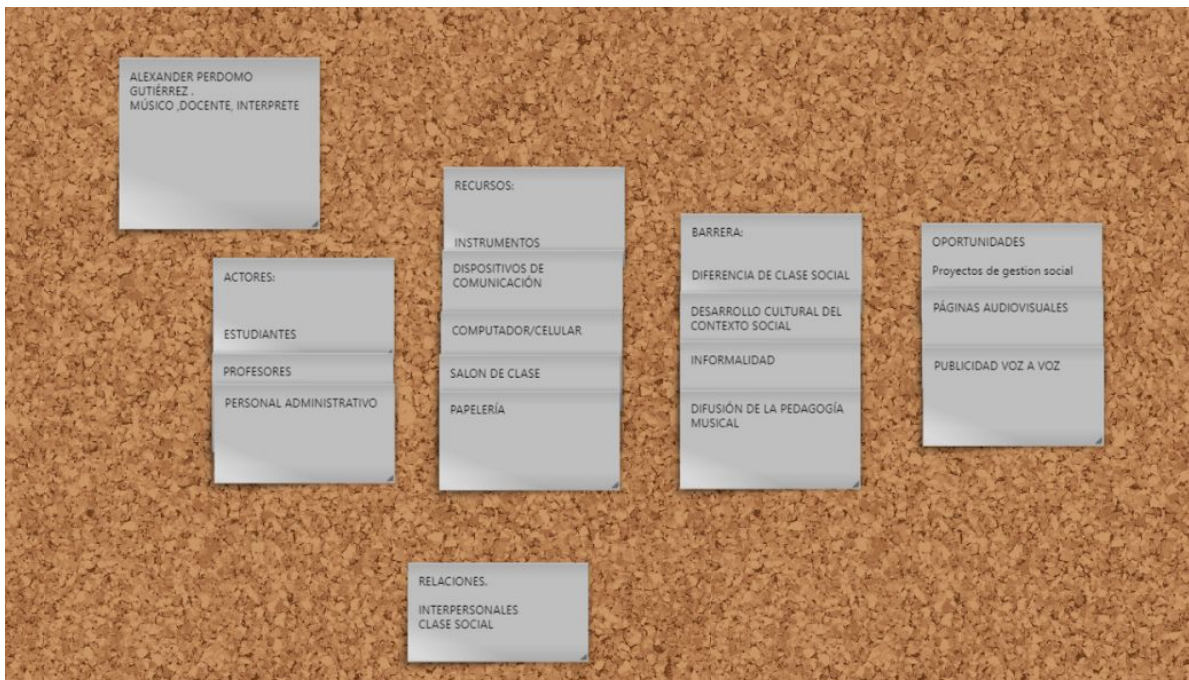 ALEXANDER PERDOMO
GUTIÉRREZ .
MÚSICO ,DOCENTE, INTERPRETE
ACTORES:
ESTUDIANTES
PROFESORES
PERSONAL ADMINISTRATIVO
RECURSOS:
INSTRUMENTOS
DISPOSITIVOS DE
COMUNICACIÓN
COMPUTADOR/CELULAR
SALON DE CLASE
PAPELERÍA
BARRERA:
DIFERENCIA DE CLASE SOCIAL
DESARROLLO CULTURAL DEL
CONTEXTO SOCIAL
INFORMALIDAD
DIFUSIÓN DE LA PEDAGOGÍA
MUSICAL
OPORTUNIDADES
Proyectos de gestion social
PÁGINAS AUDIOVISUALES
PUBLICIDAD VOZ A VOZ
RELACIONES.
INTERPERSONALES
CLASE SOCIAL